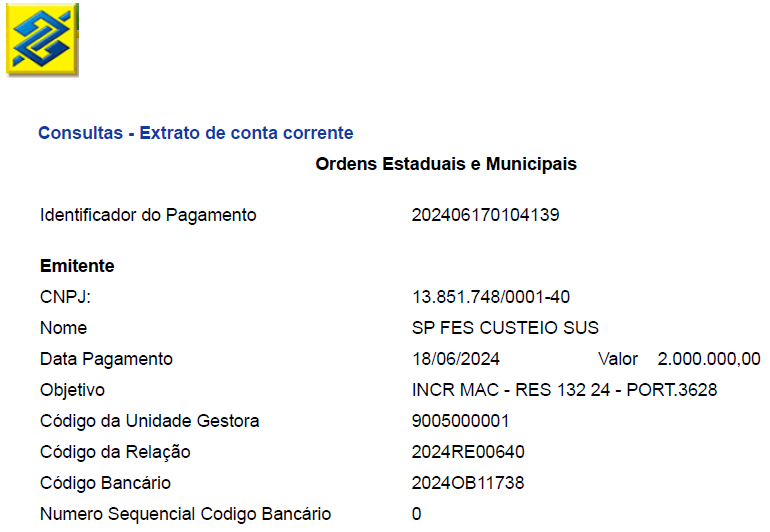 Consultas - Extrato de conta corrente
Ordens Estaduais e Municipais
Identificador do Pagamento 202406170104139
Emitente
CNPJ: 13.851.748/0001-40
Nome SP FES CUSTEIO SUS
Data Pagamento 18/06/2024 Valor 2.000.000,00
Objetivo INCR MAC - RES 132 24 - PORT.3628
Código da Unidade Gestora 9005000001
Código da Relação 2024RE00640
Código Bancário 2024OB11738
Numero Sequencial Codigo Bancário 0